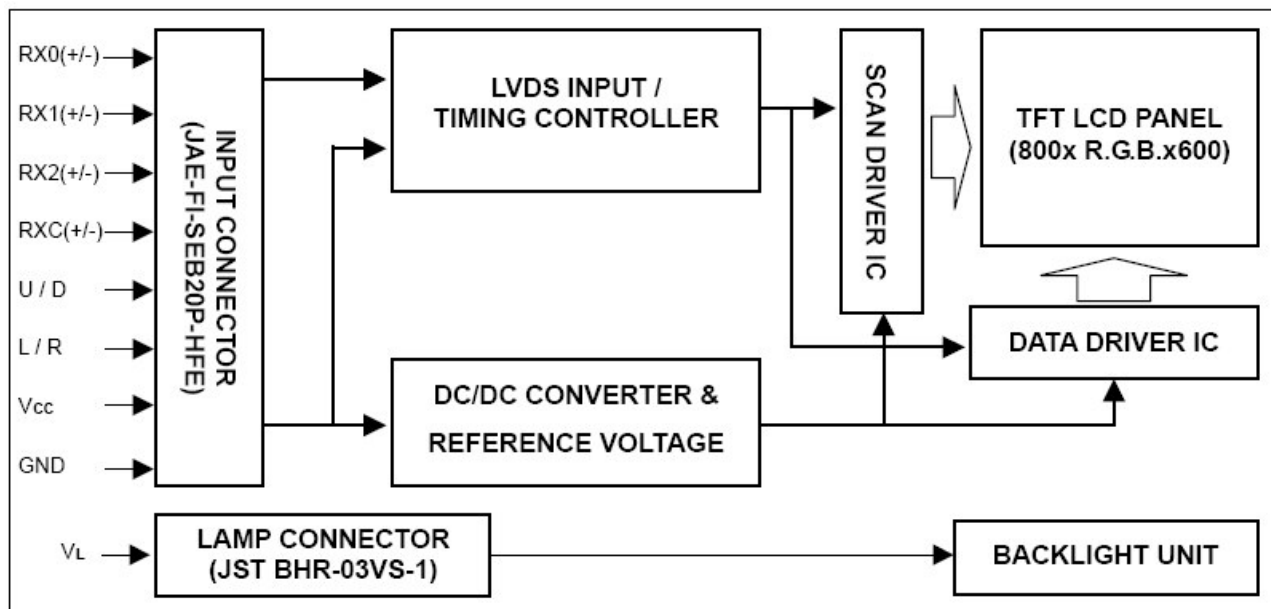 RX0(+/-)
RX1(+/-)
RX2(+/-)
RXC(+/-)
U / D
L / R
Vcc
GND
INPUT CONNECTOR
(JAE-FI-SEB20P-HFE)
LVDS INPUT /
TIMING CONTROLLER
DC/DC CONVERTER &
REFERENCE VOLTAGE
SCAN DRIVER IC
TFT LCD PANEL
(800x R.G.B.x600)
DATA DRIVER IC
VL
LAMP CONNECTOR
(JST BHR-03VS-1)
BACKLIGHT UNIT